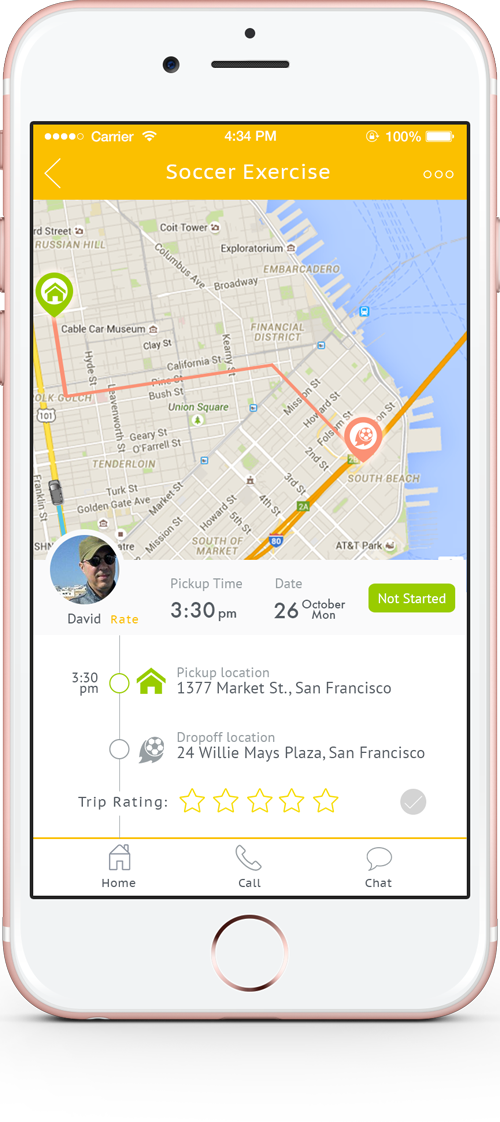 Carrier 4:34 PM 100%
Soccer Exercise
rd Street
Coit Tower
RUSSIAN HILL
Columbus Ave
Exploratorium
EMBARCADERO
Broadway
Cable Car Museum
FINANCIAL
DISTRICT
Clay St
Kearny St
Hyde St
California St
Pine St
Bush St
Leavenworth St
OLK GULCH
Mission St
Howard St
Folsom St
Union Square
101
Geary St
O'Farrell St
2nd St
TENDERLOIN
3rd St
SOUTH BEACH
Franklin St
Turk St
Golden Gate Ave
Market St
4th St
2A
Howard St
5th St
80
SOUTH OF
MARKET
AT&T Park
atre
Pickup Time
Date
3:30 pm
26 October
Mon
Not Started
David Rate
3:30
pm
Pickup location
1377 Market St., San Francisco
Dropoff location
24 Willie Mays Plaza, San Francisco
Trip Rating:
Home
Call
Chat